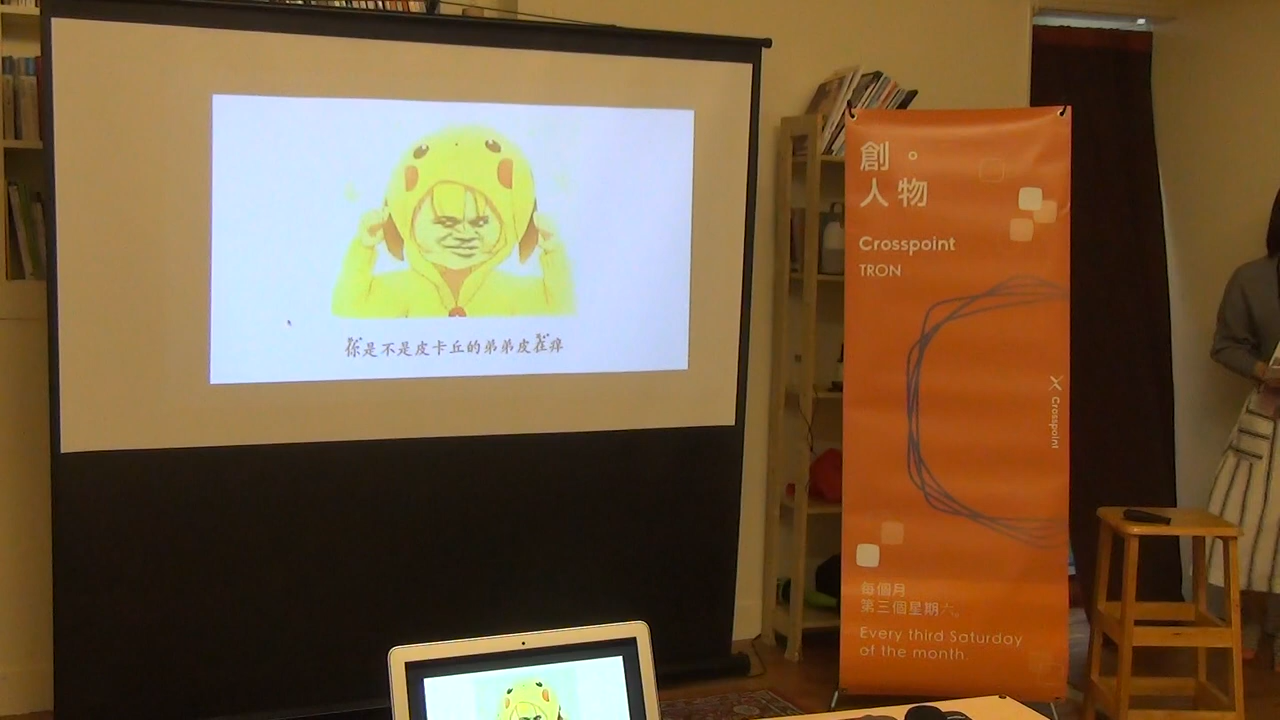 你是不是皮卡丘的弟弟皮在癢
創。
人物
Crosspoint
TRON
Crosspoint
每個月
第三個星期六。
Every third Saturday
of the month.